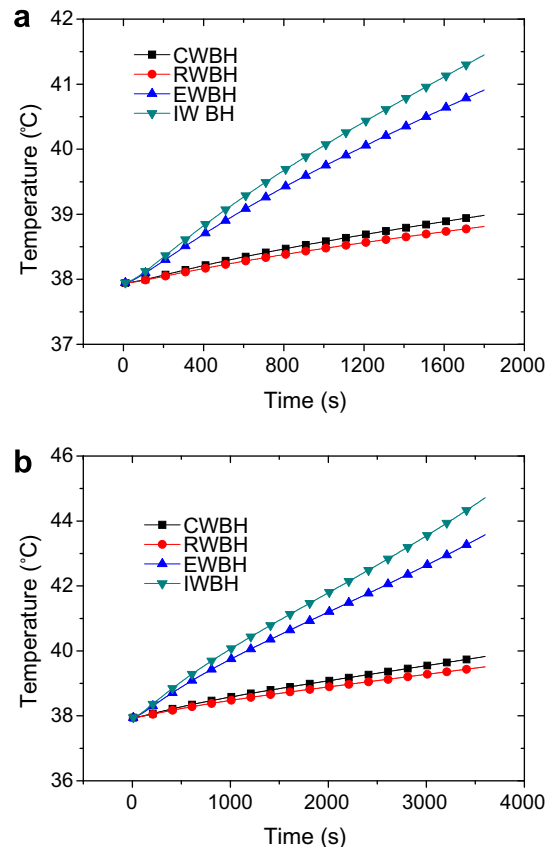 a
42
41
40
39
38
37
Temperature (°C)
CWBH
RWBH
EWBH
IW BH
0 400 800 1200 1600 2000
Time (s)
b
46
44
42
40
38
36
Temperature (°C)
CWBH
RWBH
EWBH
IWBH
0 1000 2000 3000 4000
Time (s)